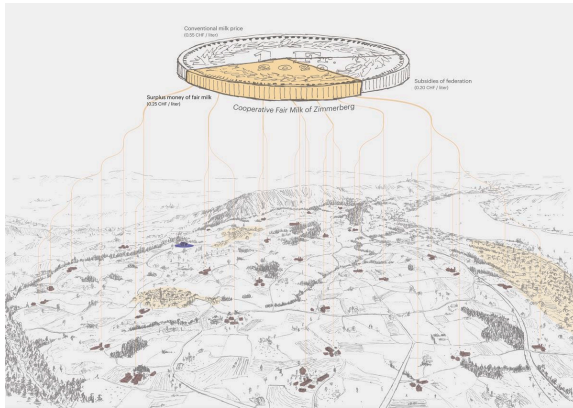 Conventional milk price
(0.55 CHF / liter)
Subsidies of federation
(0.20 CHF / liter)
Surplus money of fair milk
(0.25 CHF / liter)
Cooperative Fair Milk of Zimmerberg